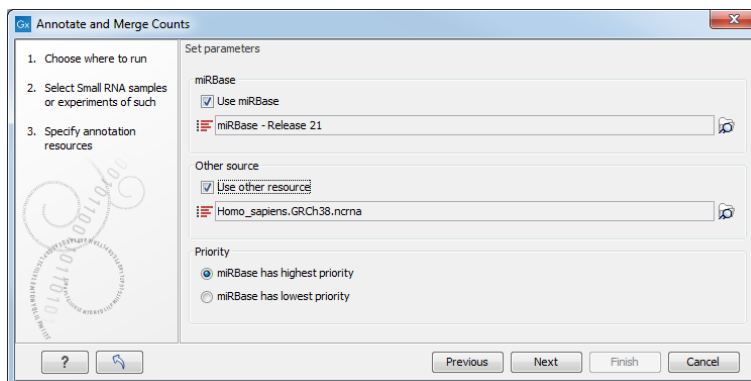 Gx Annotate and Merge Counts
1. Choose where to run
2. Select Small RNA samples
or experiments of such
3. Specify annotation
resources
Set parameters
miRBase
Use miRBase
miRBase - Release 21
Other source
Use other resource
Homo_sapiens.GRCh38.ncrna
Priority
miRBase has highest priority
miRBase has lowest priority
? Previous Next Finish Cancel